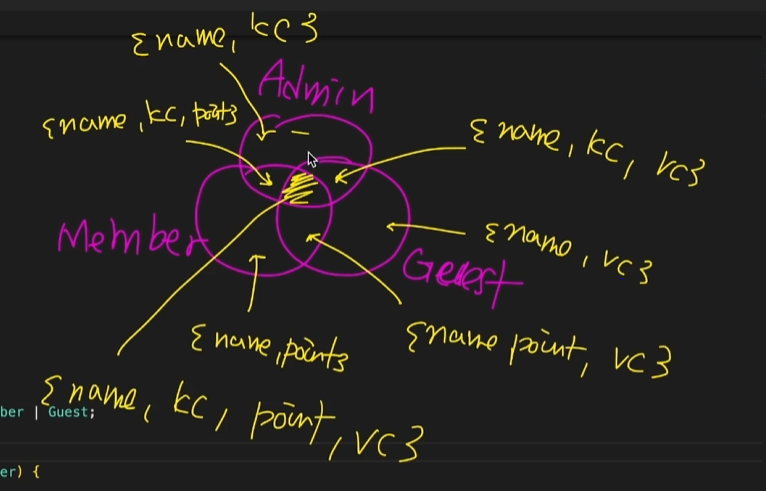 {name, kc}
Admin
{name, kc, point}
{name, kc, vc}
Member
{name, vc}
Guest
{name, point}
{name point, vc}
{name, kc, point, vc}
ber | Guest;
er) {